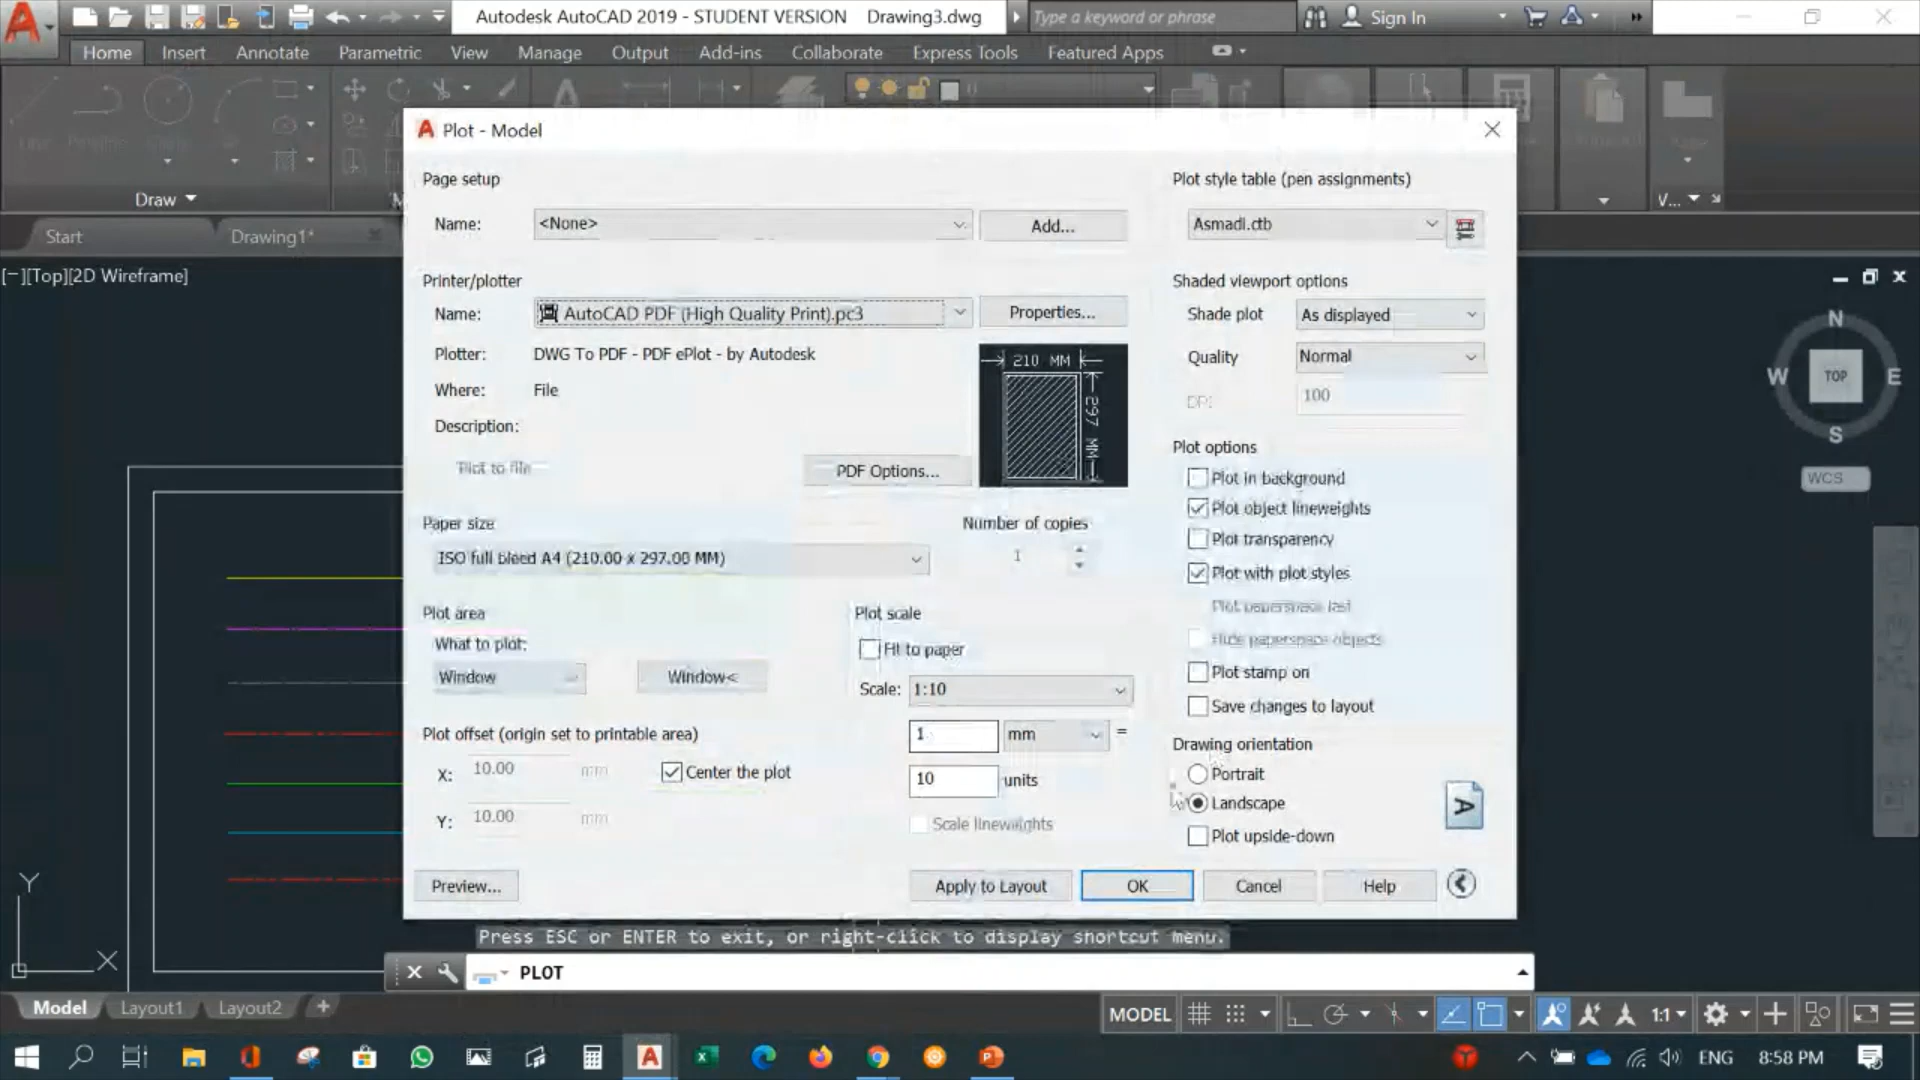 Autodesk AutoCAD 2019 - STUDENT VERSION Drawing3.dwg
Type a keyword or phrase
Sign In
Home Insert Annotate Parametric View Manage Output Add-ins Collaborate Express Tools Featured Apps
Draw
V...
Start
Drawing1*
[−][Top][2D Wireframe]
Plot - Model
Page setup
Name:
<None>
Add...
Printer/plotter
Name:
AutoCAD PDF (High Quality Print).pc3
Properties...
Plotter:
DWG To PDF - PDF ePlot - by Autodesk
Where:
File
Description:
Plot to file
PDF Options...
210 MM
297 MM
Paper size
ISO full bleed A4 (210.00 x 297.00 MM)
Number of copies
1
Plot area
What to plot:
Window
Window<
Plot scale
Fit to paper
Scale:
1:10
1
mm
=
10
units
Scale lineweights
Plot offset (origin set to printable area)
X:
10.00
mm
Center the plot
Y:
10.00
mm
Preview...
Apply to Layout
OK
Cancel
Help
Plot style table (pen assignments)
Asmadi.ctb
Shaded viewport options
Shade plot
As displayed
Quality
Normal
DPI
100
Plot options
Plot in background
Plot object lineweights
Plot transparency
Plot with plot styles
Plot paperspace last
Hide paperspace objects
Plot stamp on
Save changes to layout
Drawing orientation
Portrait
Landscape
Plot upside-down
A
N
W
TOP
E
S
WCS
Y
X
Press ESC or ENTER to exit, or right-click to display shortcut menu.
PLOT
Model Layout1 Layout2 +
MODEL
1:1
ENG
8:58 PM